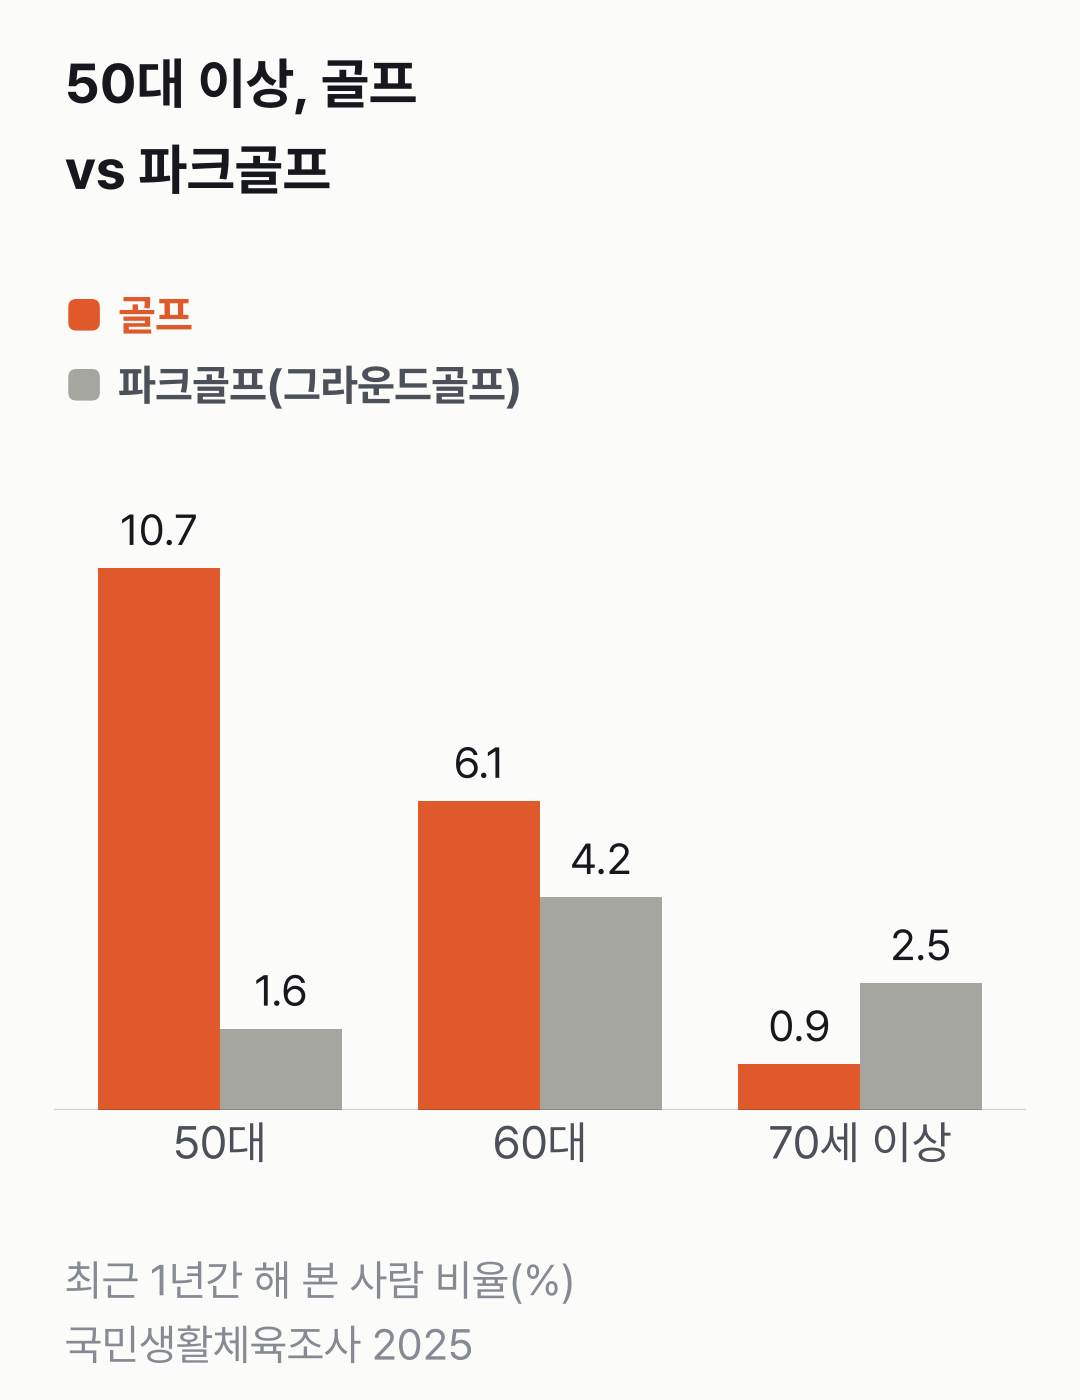 50대 이상, 골프
vs 파크골프
골프
파크골프(그라운드골프)
10.7
1.6
6.1
4.2
0.9
2.5
50대
60대
70세 이상
최근 1년간 해 본 사람 비율(%)
국민생활체육조사 2025